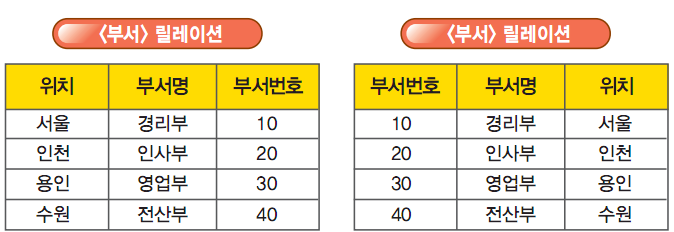 <부서> 릴레이션
위치 부서명 부서번호
서울 경리부 10
인천 인사부 20
용인 영업부 30
수원 전산부 40
<부서> 릴레이션
부서번호 부서명 위치
10 경리부 서울
20 인사부 인천
30 영업부 용인
40 전산부 수원